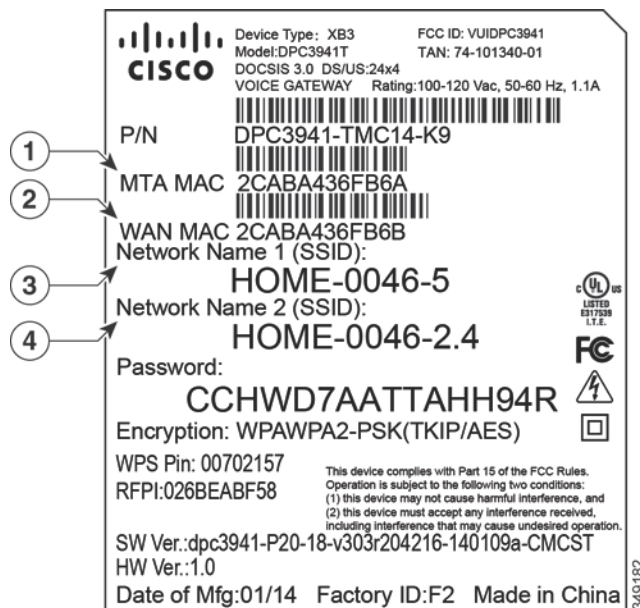 CISCO
Device Type: XB3 FCC ID: VUIDPC3941
Model:DPC3941T TAN: 74-101340-01
DOCSIS 3.0 DS/US:24x4
VOICE GATEWAY Rating:100-120 Vac, 50-60 Hz, 1.1A
P/N DPC3941-TMC14-K9
1
MTA MAC 2CABA436FB6A
2
WAN MAC 2CABA436FB6B
Network Name 1 (SSID):
3
HOME-0046-5
Network Name 2 (SSID):
4
HOME-0046-2.4
C UL US
LISTED
E317539
I.T.E.
FC
Password:
CCHWD7AATTAHH94R
Encryption: WPAWPA2-PSK(TKIP/AES)
WPS Pin: 00702157
RFPI:026BEABF58
This device complies with Part 15 of the FCC Rules.
Operation is subject to the following two conditions:
(1) this device may not cause harmful interference, and
(2) this device must accept any interference received,
including interference that may cause undesired operation.
SW Ver.:dpc3941-P20-18-v303r204216-140109a-CMCST
HW Ver.:1.0
Date of Mfg:01/14 Factory ID:F2 Made in China